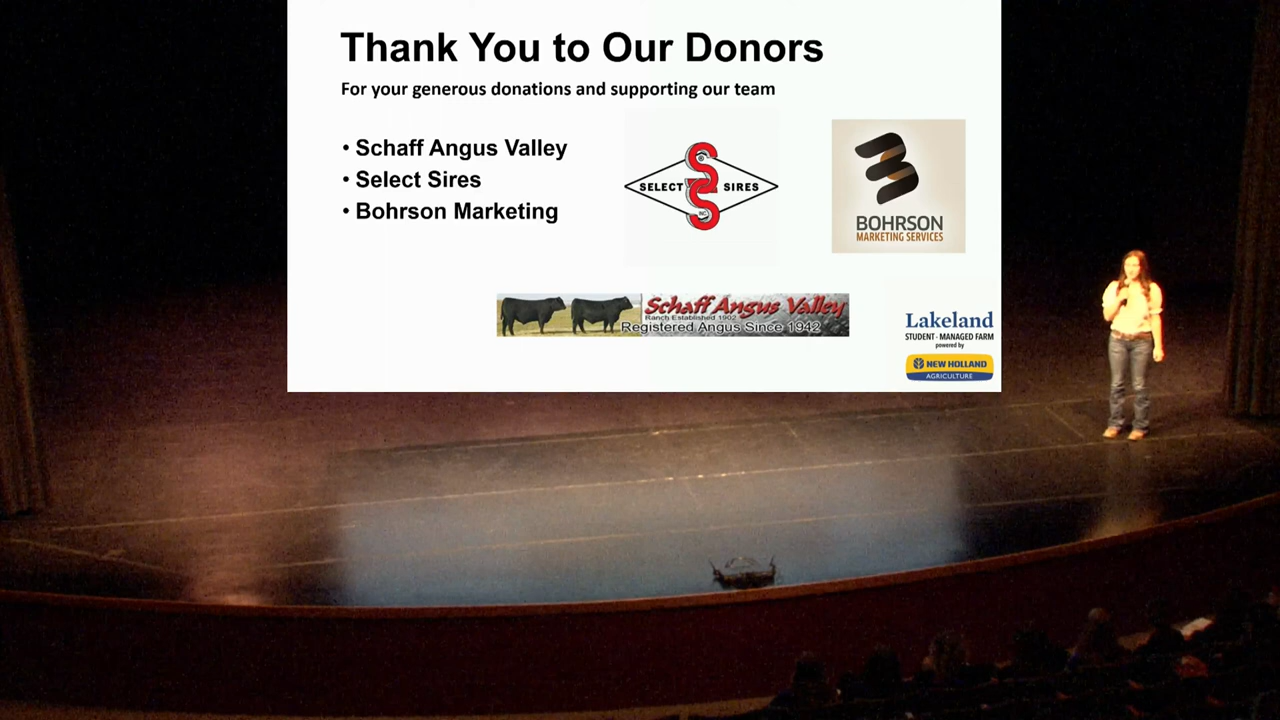 Thank You to Our Donors
For your generous donations and supporting our team
• Schaff Angus Valley
• Select Sires
• Bohrson Marketing
SELECT SIRES
INC
®
BOHRSON
MARKETING SERVICES
Schaff Angus Valley
Ranch Established 1902
Registered Angus Since 1942
Lakeland
STUDENT-MANAGED FARM
powered by
NEW HOLLAND
AGRICULTURE